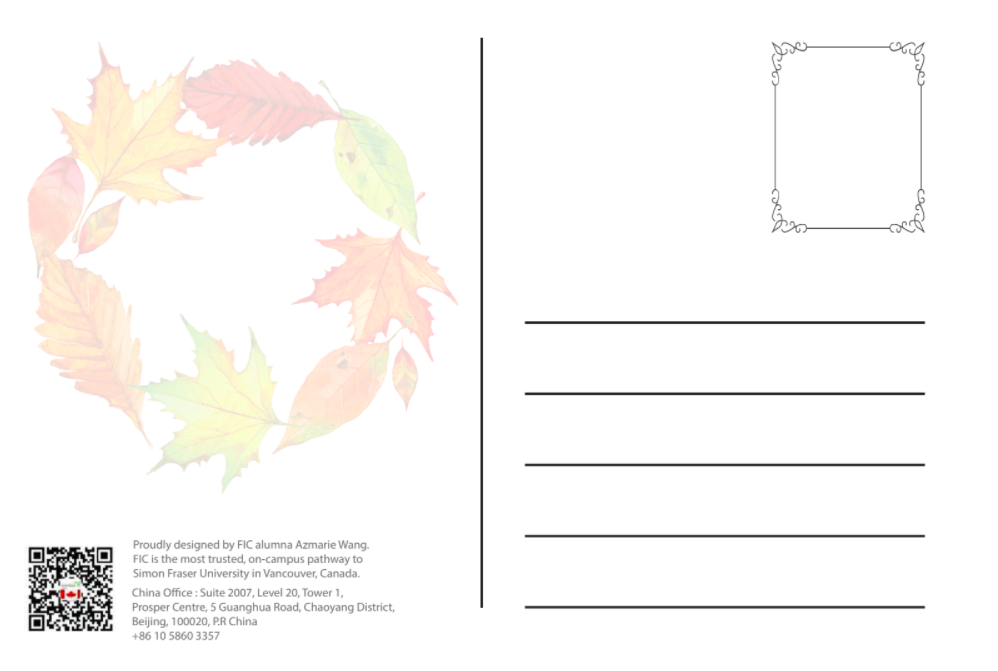 Proudly designed by FIC alumna Azmarie Wang.
FIC is the most trusted, on-campus pathway to
Simon Fraser University in Vancouver, Canada.
China Office : Suite 2007, Level 20, Tower 1,
Prosper Centre, 5 Guanghua Road, Chaoyang District,
Beijing, 100020, P.R China
+86 10 5860 3357